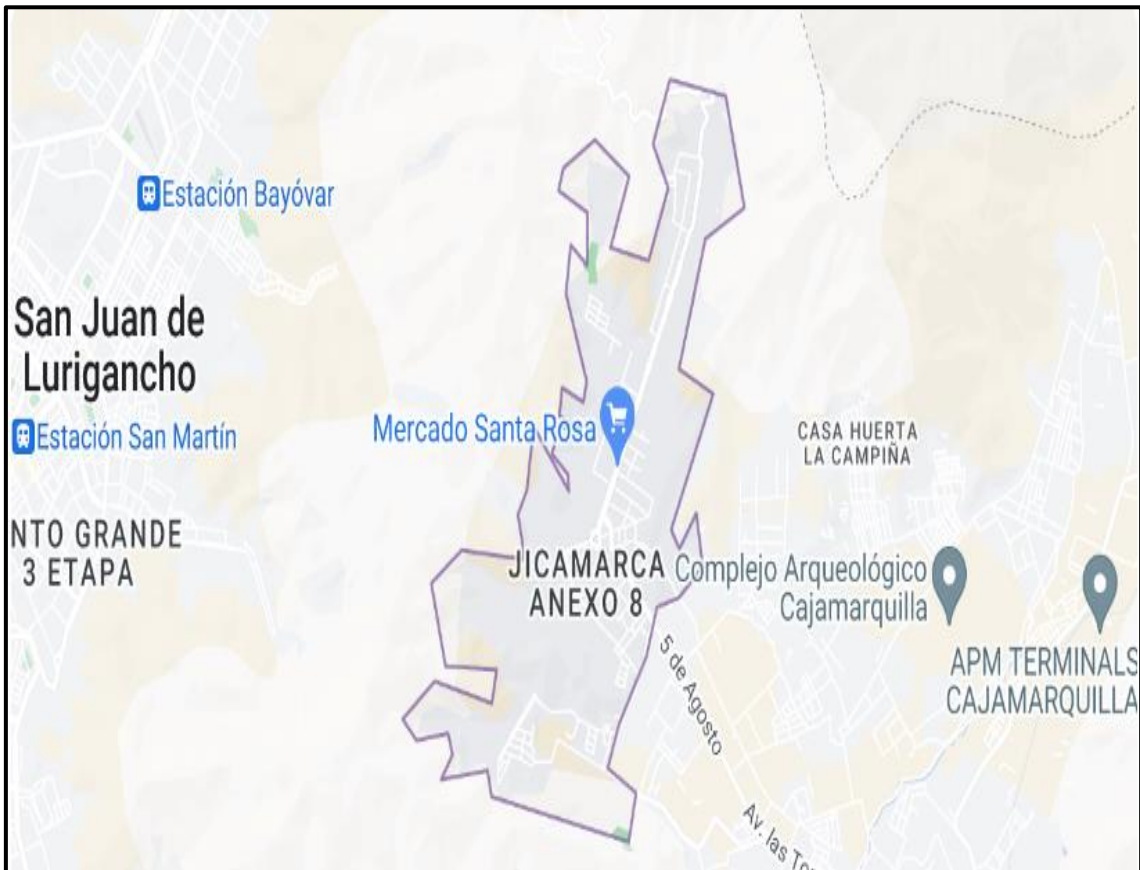 Estación Bayóvar
San Juan de
Lurigancho
Estación San Martín
Mercado Santa Rosa
CASA HUERTA
LA CAMPIÑA
NTO GRANDE
3 ETAPA
JICAMARCA
ANEXO 8
Complejo Arqueológico
Cajamarquilla
APM TERMINALS
CAJAMARQUILLA
5 de Agosto
Av. las To